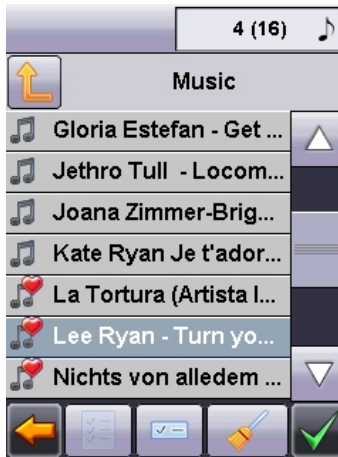 4 (16)
Music
Gloria Estefan - Get ...
Jethro Tull  - Locom...
Joana Zimmer-Brig...
Kate Ryan Je t'ador...
La Tortura (Artista I...
Lee Ryan - Turn yo...
Nichts von alledem ...